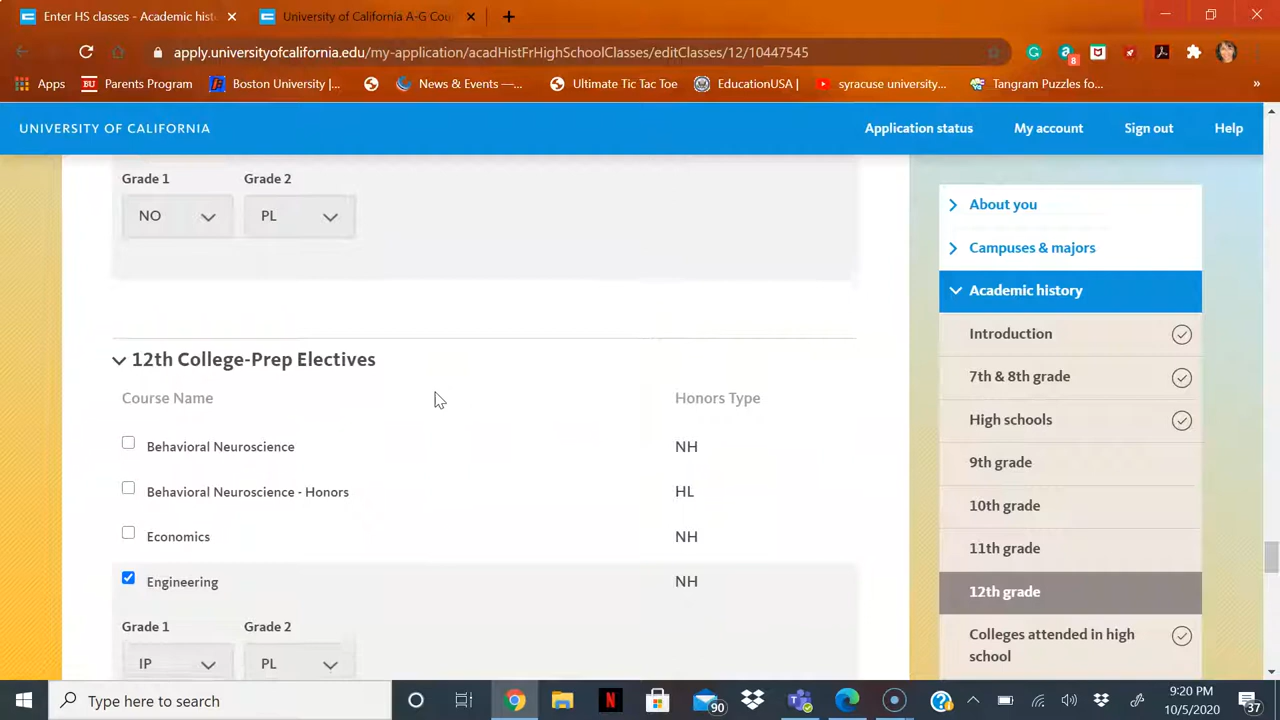 Enter HS classes - Academic his
University of California A-G Cou
apply.universityofcalifornia.edu/my-application/acadHistFrHighSchoolClasses/editClasses/12/10447545
8
Apps
BU Parents Program
Boston University |...
News & Events —...
Ultimate Tic Tac Toe
EducationUSA |
syracuse university...
Tangram Puzzles fo...
»
UNIVERSITY OF CALIFORNIA
Application status
My account
Sign out
Help
Grade 1
Grade 2
NO
PL
12th College-Prep Electives
Course Name
Honors Type
Behavioral Neuroscience
NH
Behavioral Neuroscience - Honors
HL
Economics
NH
Engineering
NH
Grade 1
Grade 2
IP
PL
About you
Campuses & majors
Academic history
Introduction
7th & 8th grade
High schools
9th grade
10th grade
11th grade
12th grade
Colleges attended in high
school
Type here to search
N
90
9:20 PM
10/5/2020
37